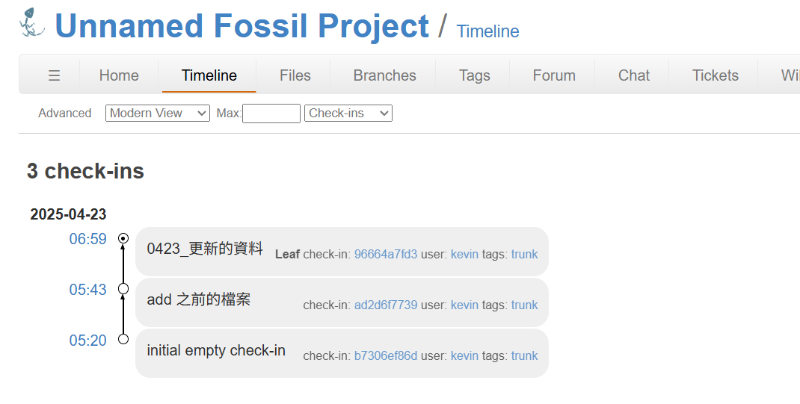 Unnamed Fossil Project / Timeline
☰ Home Timeline Files Branches Tags Forum Chat Tickets
Advanced Modern View Max: Check-ins
3 check-ins
2025-04-23
06:59 0423_更新的資料 Leaf check-in: 96664a7fd3 user: kevin tags: trunk
05:43 add 之前的檔案 check-in: ad2d6f7739 user: kevin tags: trunk
05:20 initial empty check-in check-in: b7306ef86d user: kevin tags: trunk